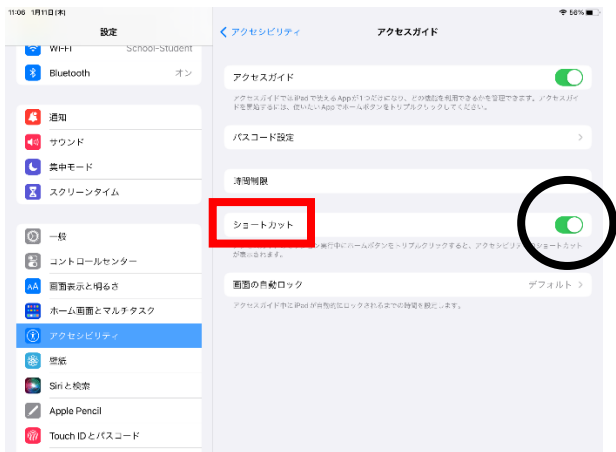 11:06 1月11日(木)
56%
設定
Wi-Fi School-Student
Bluetooth オン
通知
サウンド
集中モード
スクリーンタイム
一般
コントロールセンター
画面表示と明るさ
ホーム画面とマルチタスク
アクセシビリティ
壁紙
Siriと検索
Apple Pencil
Touch IDとパスコード
アクセシビリティ
アクセスガイド
アクセスガイド
アクセスガイドではiPadで使えるAppが1つだけになり、どの機能を利用できるかを管理できます。アクセスガイ
ドを開始するには、使いたいAppでホームボタンをトリプルクリックしてください。
パスコード設定
時間制限
ショートカット
実行中にホームボタンをトリプルクリックすると、アクセシビリティのショートカット
が表示されます。
画面の自動ロック デフォルト
アクセスガイド中にiPadが自動的にロックされるまでの時間を設定します。